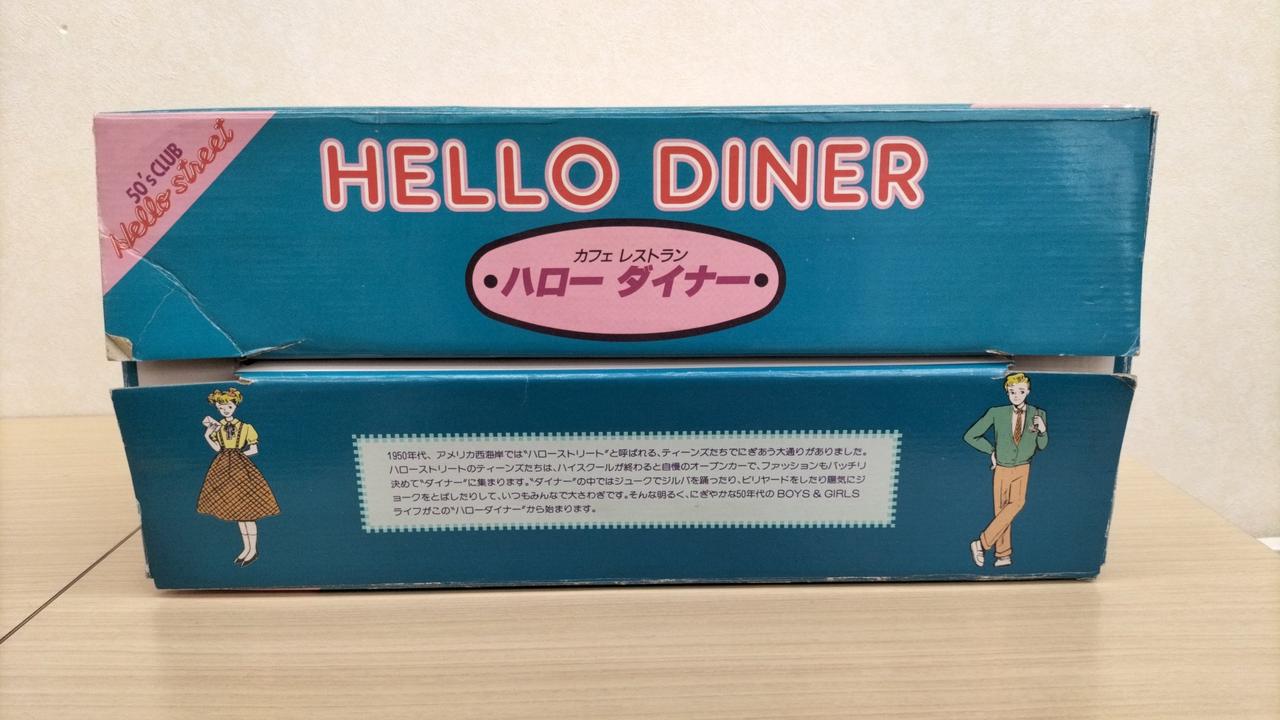 50's CLUB
Hello street
HELLO DINER
カフェ レストラン
・ハロー ダイナー・
1950年代、アメリカ西海岸では"ハローストリート"と呼ばれる、ティーンズたちでにぎあう大通りがありました。
ハローストリートのティーンズたちは、ハイスクールが終わると自慢のオープンカーで、ファッションもバッチリ
決めて"ダイナー"に集まります。"ダイナー"の中ではジュークでジルバを踊ったり、ビリヤードをしたり陽気にジ
ョークをとばしたりして、いつもみんなで大さわぎです。そんな明るく、にぎやかな50年代の BOYS & GIRLS
ライフがこの"ハローダイナー"から始まります。